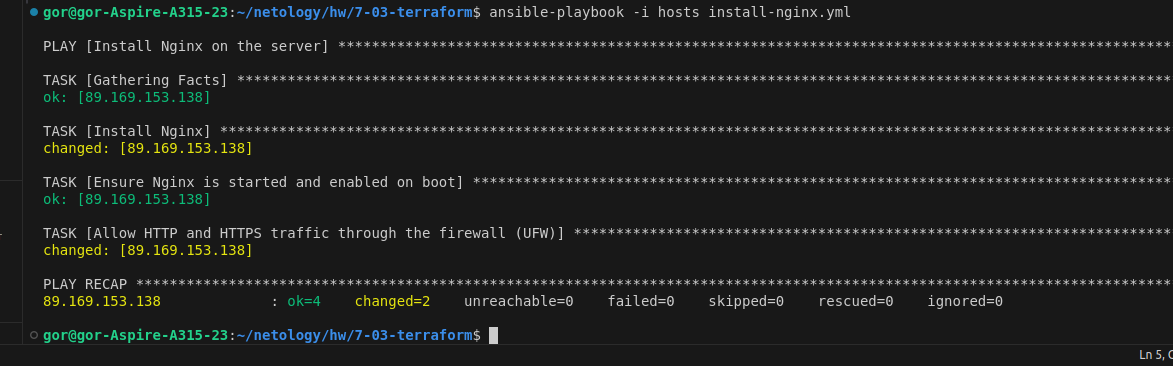 gor@gor-Aspire-A315-23:~/netology/hw/7-03-terraform$ ansible-playbook -i hosts install-nginx.yml
PLAY [Install Nginx on the server] ***************************************************************************************************
TASK [Gathering Facts] ***************************************************************************************************************
ok: [89.169.153.138]
TASK [Install Nginx] *****************************************************************************************************************
changed: [89.169.153.138]
TASK [Ensure Nginx is started and enabled on boot] ***********************************************************************************
ok: [89.169.153.138]
TASK [Allow HTTP and HTTPS traffic through the firewall (UFW)] ***********************************************************************
changed: [89.169.153.138]
PLAY RECAP ***************************************************************************************************************************
89.169.153.138             : ok=4    changed=2    unreachable=0    failed=0    skipped=0    rescued=0    ignored=0
gor@gor-Aspire-A315-23:~/netology/hw/7-03-terraform$
Ln 5, C